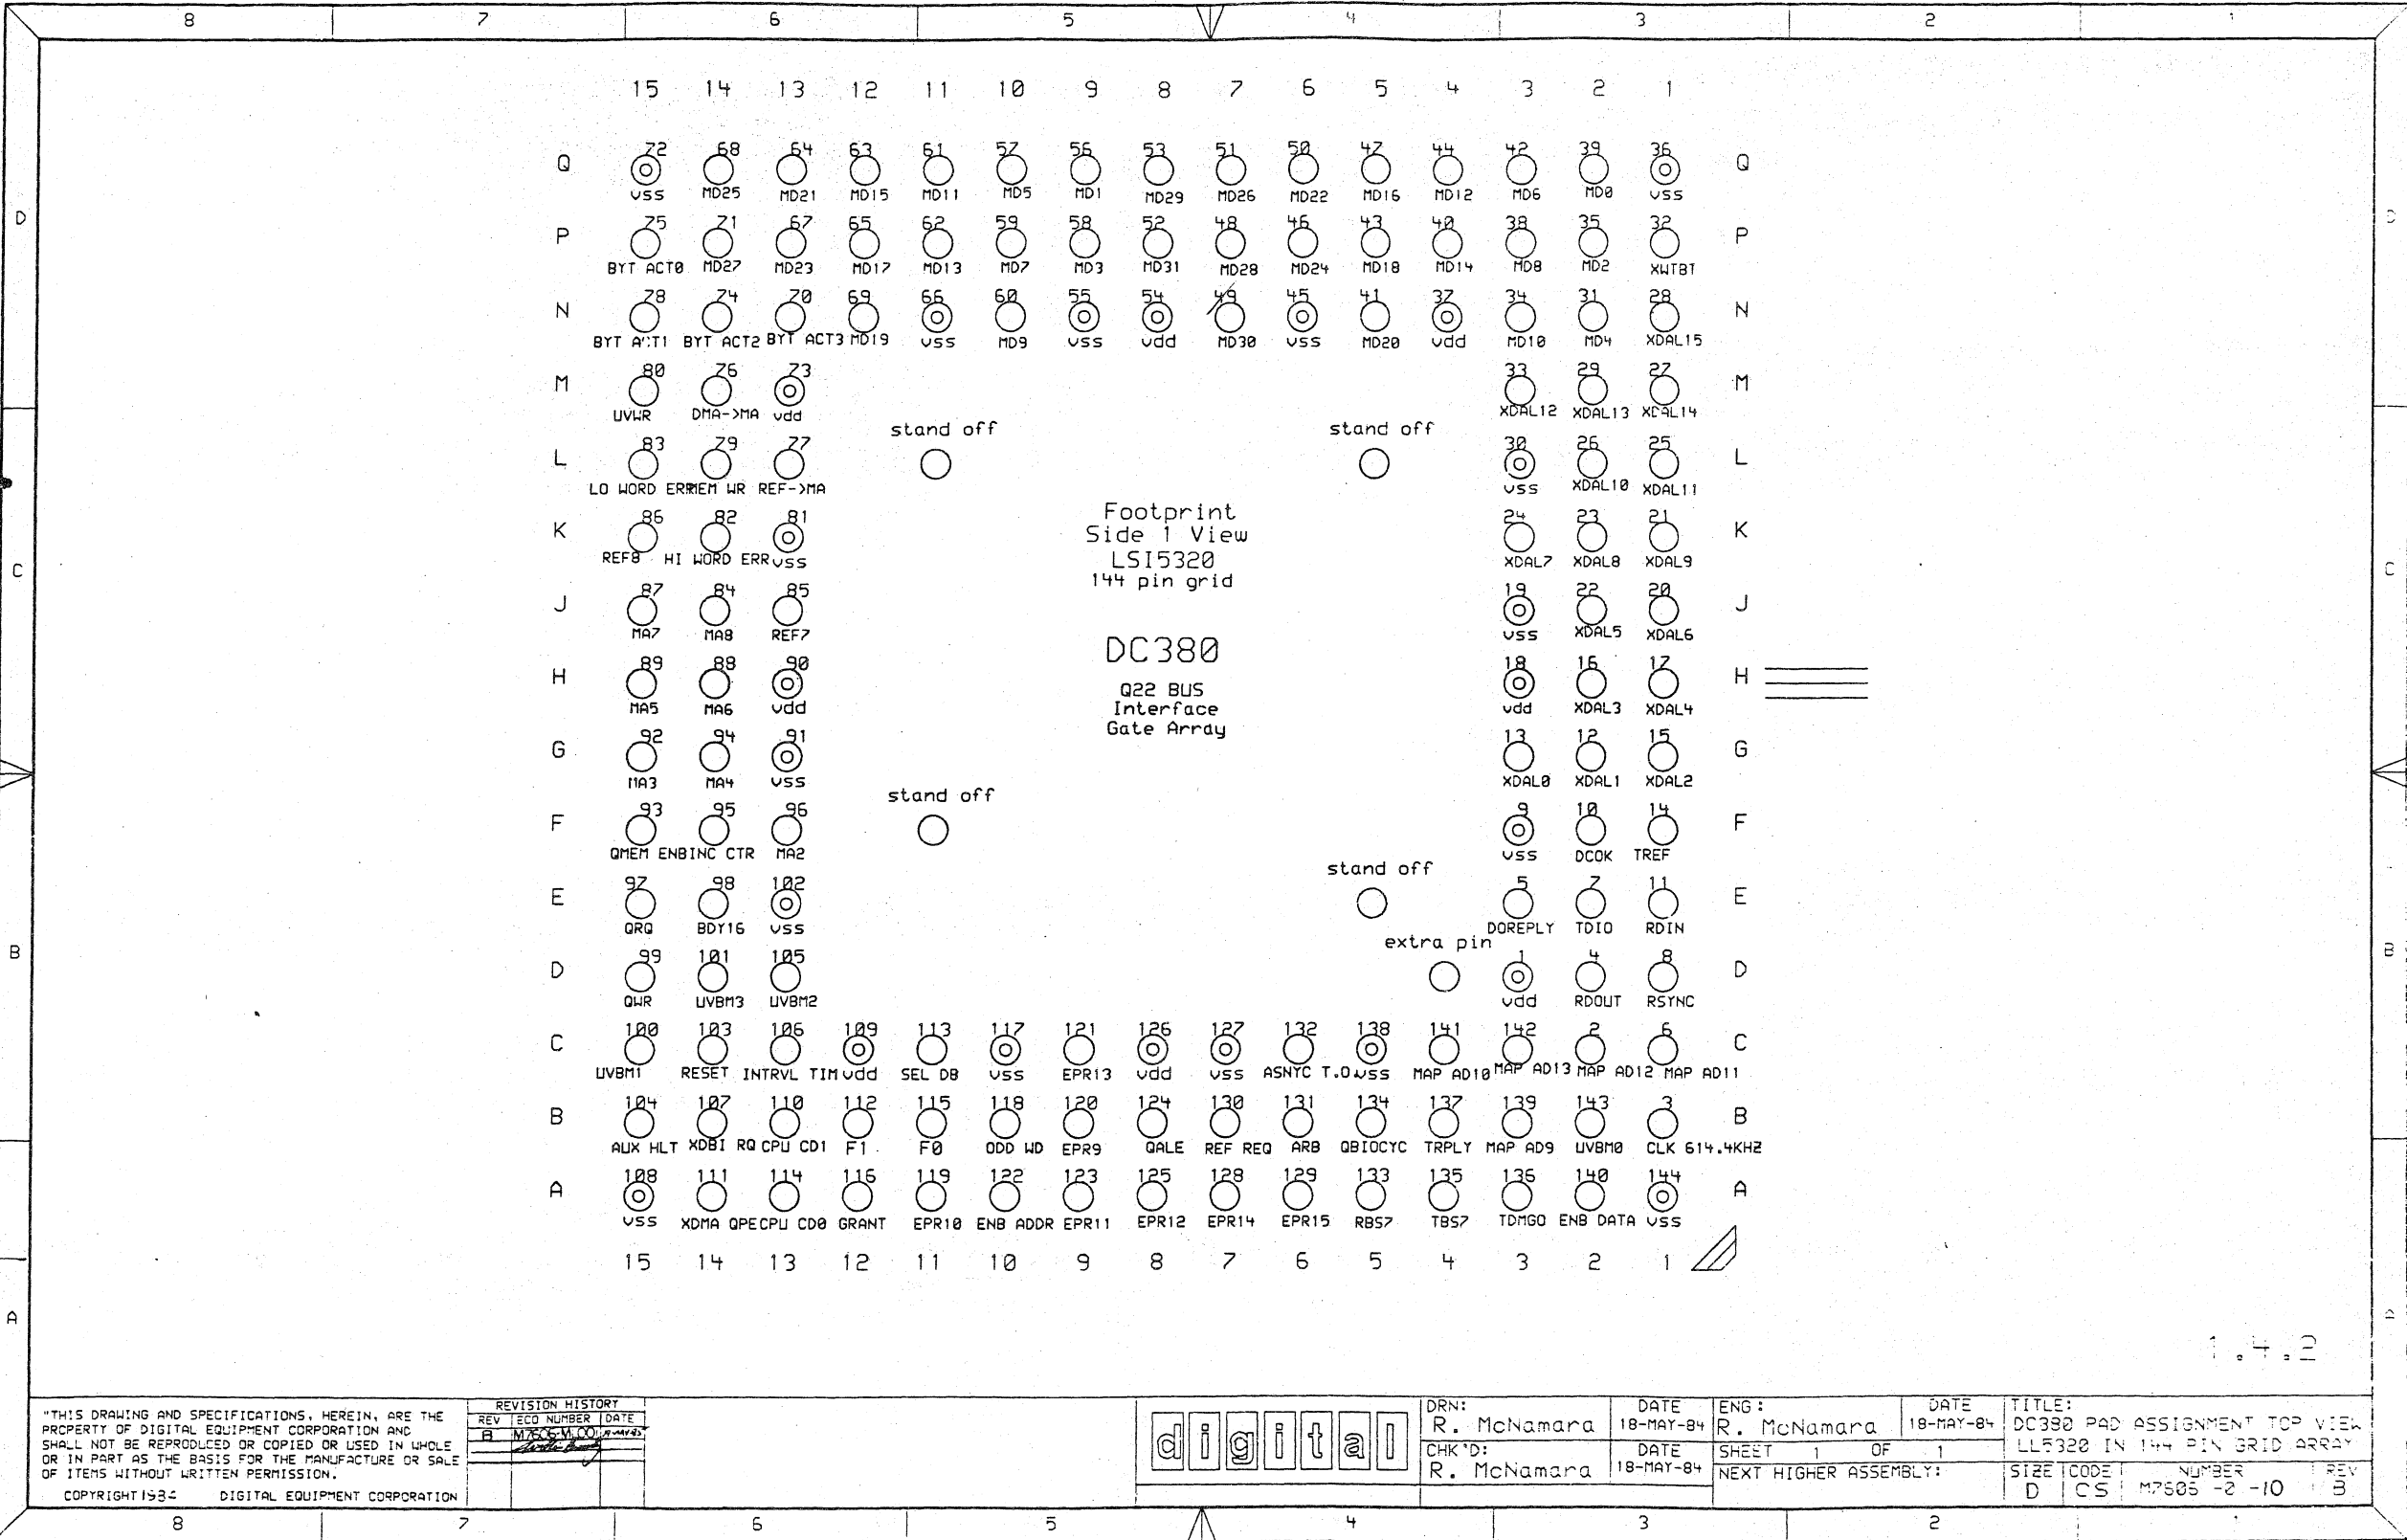 8 7 6 5 4 3 2 1
15 14 13 12 11 10 9 8 7 6 5 4 3 2 1
72 68 64 63 61 57 56 53 51 50 47 44 42 39 36
Q Q
VSS MD25 MD21 MD15 MD11 MD5 MD1 MD29 MD26 MD22 MD16 MD12 MD6 MD0 VSS
75 71 67 65 62 59 58 52 48 46 43 40 38 35 32
D P P D
BYT ACT0 MD27 MD23 MD17 MD13 MD7 MD3 MD31 MD28 MD24 MD18 MD14 MD8 MD2 XWTBT
78 74 70 69 66 60 55 54 49 45 41 37 34 31 28
N N
BYT ACT1 BYT ACT2 BYT ACT3 MD19 VSS MD9 VSS Vdd MD30 VSS MD20 Vdd MD10 MD4 XDAL15
80 76 73 33 29 27
M M
UVWR DMA->MA Vdd XDAL12 XDAL13 XDAL14
stand off stand off
83 79 77 30 26 25
L L
LO WORD ERR MEM WR REF->MA VSS XDAL10 XDAL11
Footprint
Side 1 View
LSI5320
144 pin grid
86 82 81 24 23 21
K K
REF8 HI WORD ERR VSS XDAL7 XDAL8 XDAL9
C C
87 84 85 19 22 20
J J
MA7 MA8 REF7 VSS XDAL5 XDAL6
DC380
Q22 BUS
Interface
Gate Array
89 88 90 18 16 17
H H
MA5 MA6 Vdd Vdd XDAL3 XDAL4
92 94 91 13 12 15
G G
MA3 MA4 VSS XDAL0 XDAL1 XDAL2
stand off
93 95 96 9 10 14
F F
QMEM ENB INC CTR MA2 VSS DCOK TREF
stand off
97 98 102 5 7 11
E E
QRQ BDY16 VSS DOREPLY TDIO RDIN
extra pin
B B
99 101 105 1 4 8
D D
QWR UVBM3 UVBM2 Vdd RDOUT RSYNC
100 103 106 109 113 117 121 126 127 132 138 141 142 2 6
C C
UVBM1 RESET INTRVL TIM Vdd SEL DB VSS EPR13 Vdd VSS ASNYC T.O. VSS MAP AD10 MAP AD13 MAP AD12 MAP AD11
104 107 110 112 115 118 120 124 130 131 134 137 139 143 3
B B
AUX HLT XDBI RQ CPU CD1 F1 F0 ODD WD EPR9 QALE REF REQ ARB QBIOCYC TRPLY MAP AD9 UVBM0 CLK 614.4KHZ
108 111 114 116 119 122 123 125 128 129 133 135 136 140 144
A A
VSS XDMA QPE CPU CD0 GRANT EPR10 ENB ADDR EPR11 EPR12 EPR14 EPR15 RBS7 TBS7 TDMGO ENB DATA VSS
15 14 13 12 11 10 9 8 7 6 5 4 3 2 1
A
1.4.2
"THIS DRAWING AND SPECIFICATIONS, HEREIN, ARE THE
PROPERTY OF DIGITAL EQUIPMENT CORPORATION AND
SHALL NOT BE REPRODUCED OR COPIED OR USED IN WHOLE
OR IN PART AS THE BASIS FOR THE MANUFACTURE OR SALE
OF ITEMS WITHOUT WRITTEN PERMISSION.
COPYRIGHT DIGITAL EQUIPMENT CORPORATION
REVISION HISTORY
REV ECO NUMBER DATE
B
digital
DRN: DATE
R. McNamara 18-MAY-84
CHK'D: DATE
R. McNamara 18-MAY-84
ENG: DATE
R. McNamara 18-MAY-84
SHEET 1 OF 1
NEXT HIGHER ASSEMBLY:
TITLE:
DC380 PAD ASSIGNMENT TOP VIEW
LL5320 IN 144 PIN GRID ARRAY
SIZE CODE NUMBER REV
D CS M7606 -2 -10 B
8 7 6 5 4 3 2 1